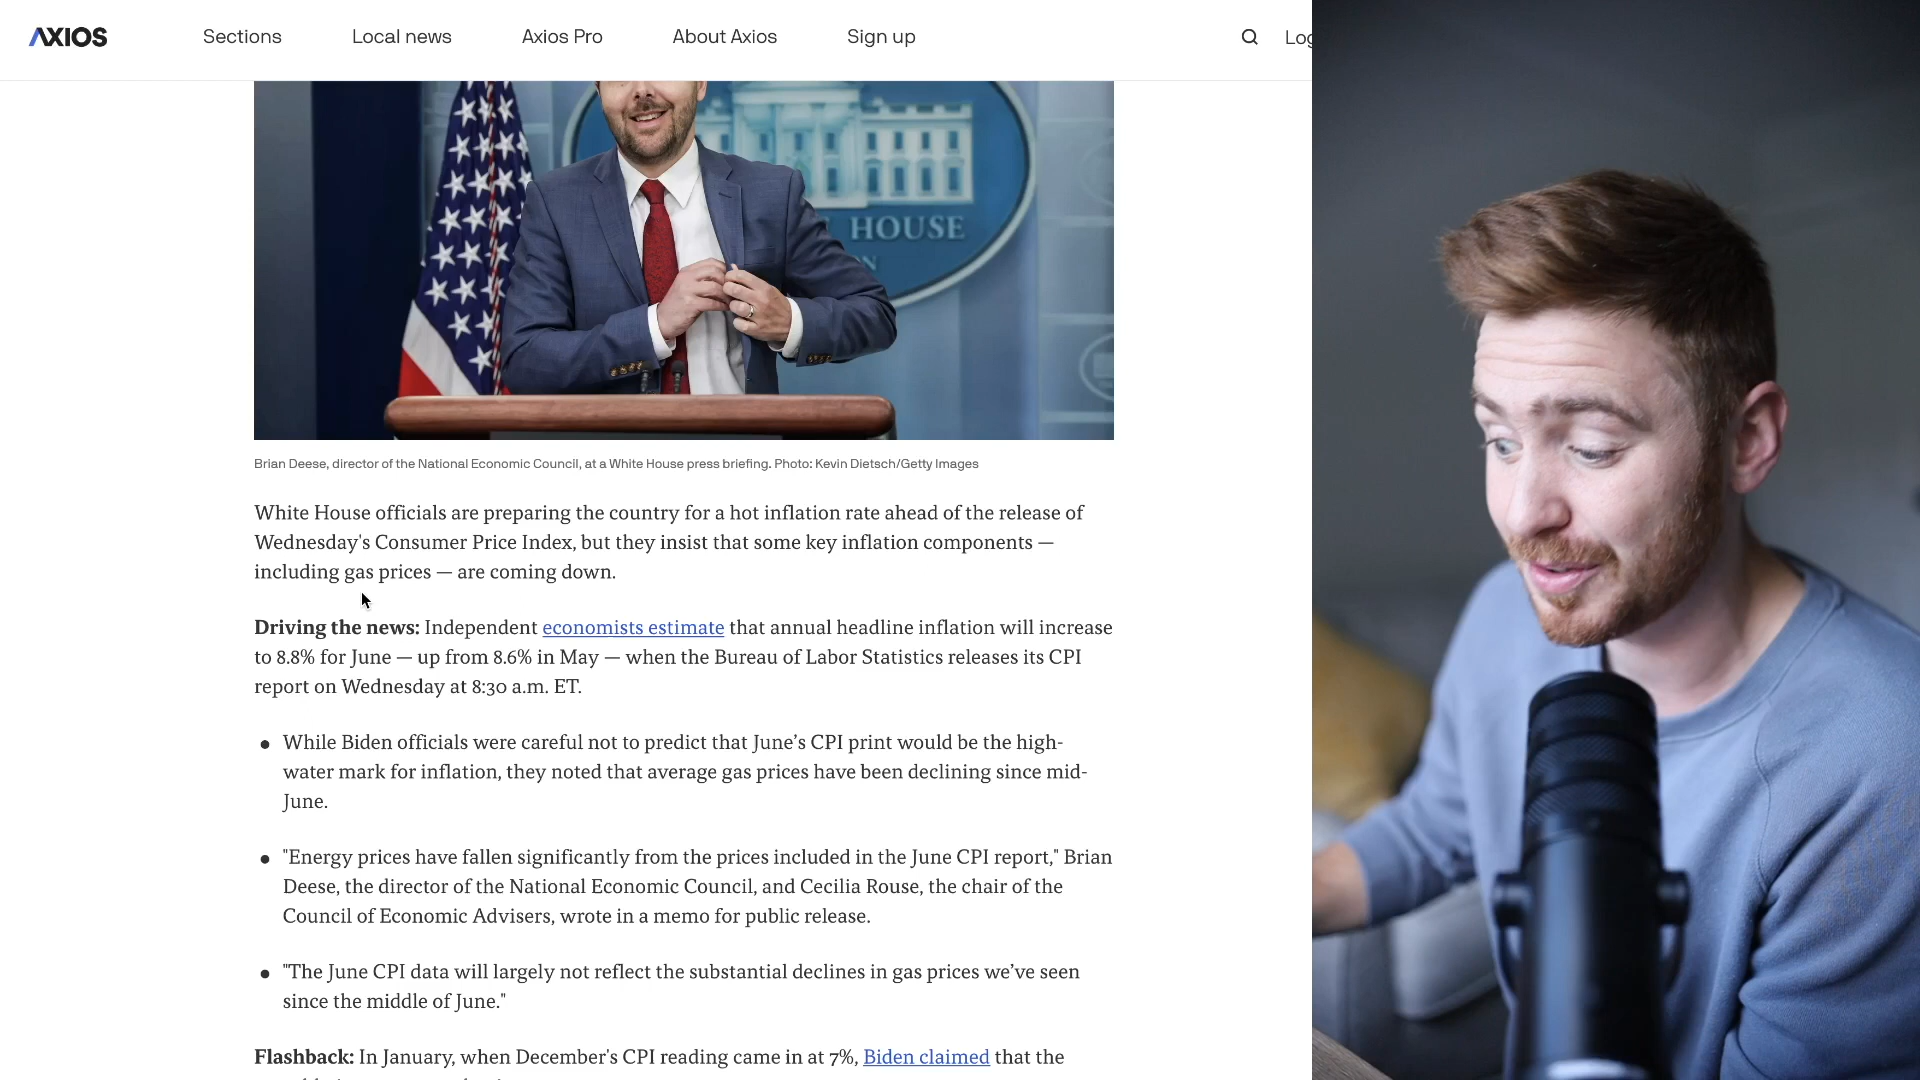 AXIOS Sections Local news Axios Pro About Axios Sign up Log
HOUSE
Brian Deese, director of the National Economic Council, at a White House press briefing. Photo: Kevin Dietsch/Getty Images
White House officials are preparing the country for a hot inflation rate ahead of the release of
Wednesday's Consumer Price Index, but they insist that some key inflation components —
including gas prices — are coming down.
Driving the news: Independent economists estimate that annual headline inflation will increase
to 8.8% for June — up from 8.6% in May — when the Bureau of Labor Statistics releases its CPI
report on Wednesday at 8:30 a.m. ET.
● While Biden officials were careful not to predict that June’s CPI print would be the high-
water mark for inflation, they noted that average gas prices have been declining since mid-
June.
● "Energy prices have fallen significantly from the prices included in the June CPI report," Brian
Deese, the director of the National Economic Council, and Cecilia Rouse, the chair of the
Council of Economic Advisers, wrote in a memo for public release.
● "The June CPI data will largely not reflect the substantial declines in gas prices we’ve seen
since the middle of June."
Flashback: In January, when December's CPI reading came in at 7%, Biden claimed that the